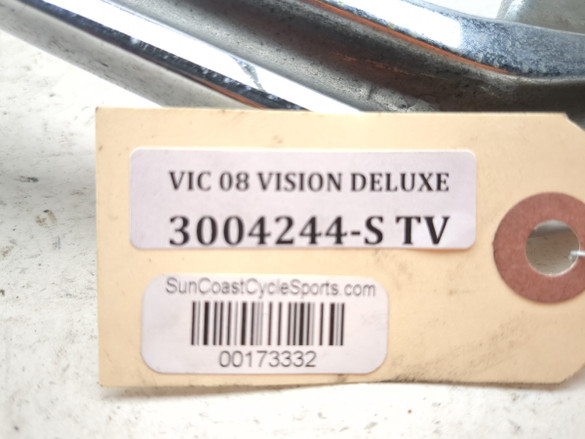 VIC 08 VISION DELUXE
3004244-S TV
SunCoastCycleSports.com
00173332